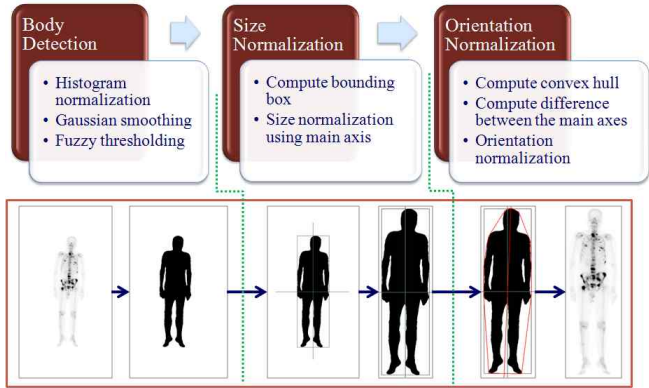 Body
Detection
• Histogram
normalization
• Gaussian smoothing
• Fuzzy thresholding
Size
Normalization
• Compute bounding
box
• Size normalization
using main axis
Orientation
Normalization
• Compute convex hull
• Compute difference
between the main axes
• Orientation
normalization